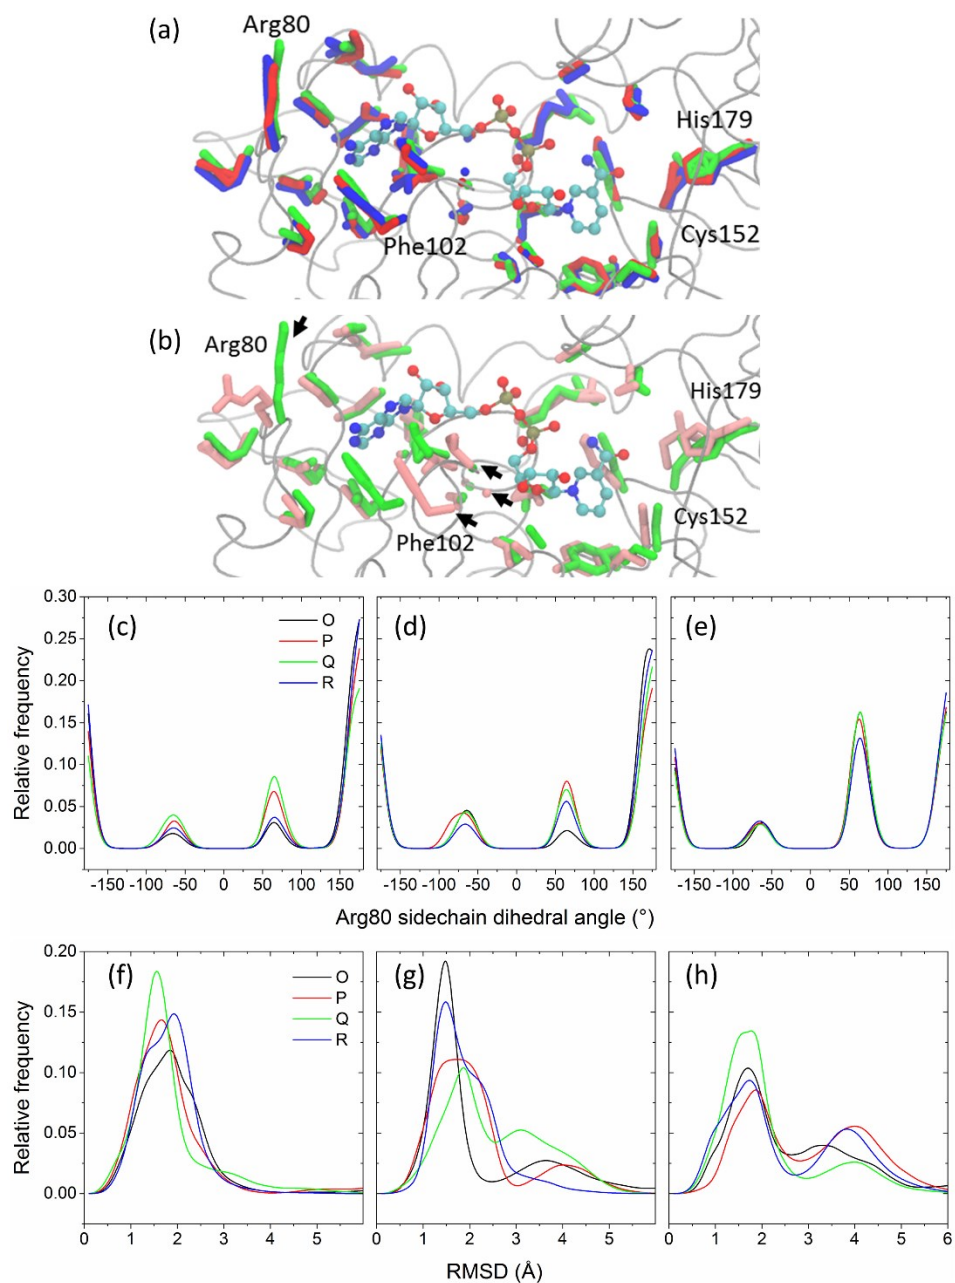 (a)
Arg80
His179
Cys152
Phe102
(b)
Arg80
His179
Cys152
Phe102
(c) (d) (e)
O
P
Q
R
0.30
0.25
0.20
0.15
0.10
0.05
0.00
Relative frequency
-150 -100 -50 0 50 100 150 -150 -100 -50 0 50 100 150 -150 -100 -50 0 50 100 150
Arg80 sidechain dihedral angle (°)
(f) (g) (h)
O
P
Q
R
0.20
0.15
0.10
0.05
0.00
Relative frequency
0 1 2 3 4 5 0 1 2 3 4 5 0 1 2 3 4 5 6
RMSD (Å)